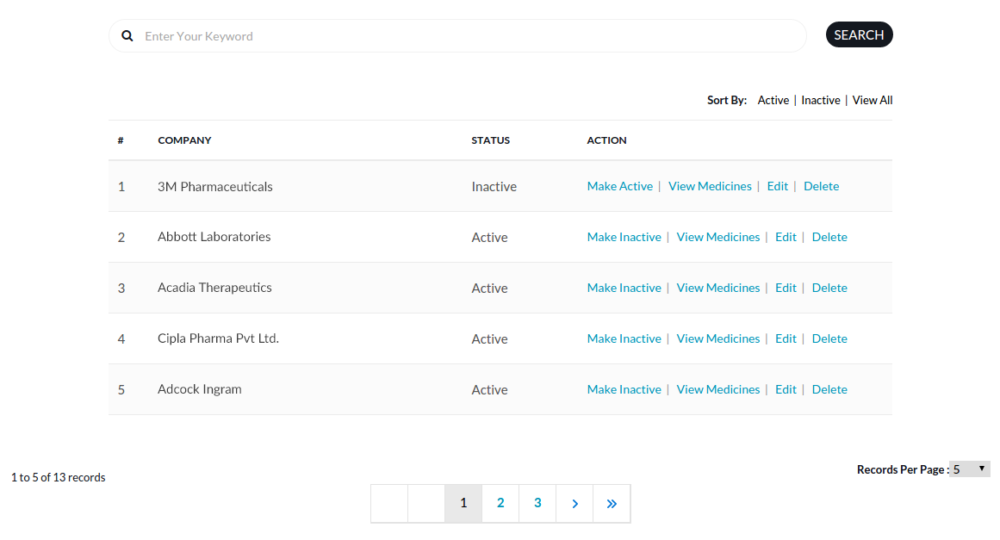 Enter Your Keyword SEARCH
Sort By: Active | Inactive | View All
# COMPANY STATUS ACTION
1 3M Pharmaceuticals Inactive Make Active | View Medicines | Edit | Delete
2 Abbott Laboratories Active Make Inactive | View Medicines | Edit | Delete
3 Acadia Therapeutics Active Make Inactive | View Medicines | Edit | Delete
4 Cipla Pharma Pvt Ltd. Active Make Inactive | View Medicines | Edit | Delete
5 Adcock Ingram Active Make Inactive | View Medicines | Edit | Delete
Records Per Page : 5
1 to 5 of 13 records
1 2 3 › »